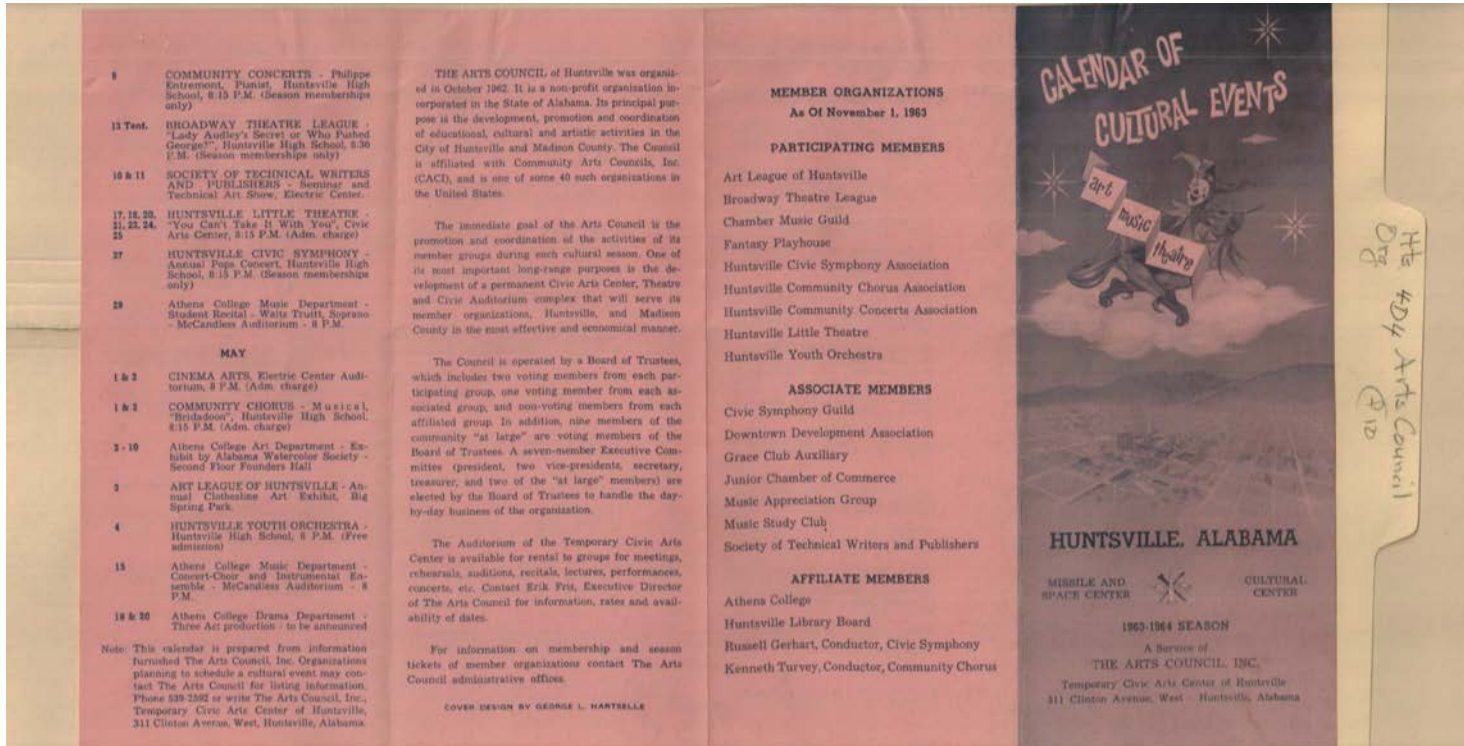 8 COMMUNITY CONCERTS - Philippe
Entremont, Pianist, Huntsville High
School, 8:15 P.M. (Season memberships
only)
13 Tent. BROADWAY THEATRE LEAGUE -
"Lady Audley's Secret or Who Pushed
George?", Huntsville High School, 8:30
P.M. (Season memberships only)
10 & 11 SOCIETY OF TECHNICAL WRITERS
AND PUBLISHERS - Seminar and
Technical Art Show, Electric Center.
17, 18, 20, HUNTSVILLE LITTLE THEATRE -
21, 23, 24, "You Can't Take It With You", Civic
25 Arts Center, 8:15 P.M. (Adm. charge)
27 HUNTSVILLE CIVIC SYMPHONY -
Annual Pops Concert, Huntsville High
School, 8:15 P.M. (Season memberships
only)
29 Athens College Music Department -
Student Recital - Waltz Truitt, Soprano
- McCandless Auditorium - 8 P.M.
MAY
1 & 2 CINEMA ARTS, Electric Center Audi-
torium, 8 P.M. (Adm. charge)
1 & 2 COMMUNITY CHORUS - Musical,
"Bridadoon", Huntsville High School,
8:15 P.M. (Adm. charge)
2 - 10 Athens College Art Department - Ex-
hibit by Alabama Watercolor Society -
Second Floor Founders Hall
2 ART LEAGUE OF HUNTSVILLE - An-
nual Clothesline Art Exhibit, Big
Spring Park.
4 HUNTSVILLE YOUTH ORCHESTRA -
Huntsville High School, 6 P.M. (Free
admission)
15 Athens College Music Department -
Concert-Choir and Instrumental En-
semble - McCandless Auditorium - 8
P.M.
18 & 20 Athens College Drama Department -
Three Act production - to be announced
Note: This calendar is prepared from information
furnished The Arts Council, Inc. Organizations
planning to schedule a cultural event may con-
tact The Arts Council for listing information.
Phone 539-2592 or write The Arts Council, Inc.,
Temporary Civic Arts Center of Huntsville,
311 Clinton Avenue, West, Huntsville, Alabama.
THE ARTS COUNCIL of Huntsville was organiz-
ed in October 1962. It is a non-profit organization in-
corporated in the State of Alabama. Its principal pur-
pose is the development, promotion and coordination
of educational, cultural and artistic activities in the
City of Huntsville and Madison County. The Council
is affiliated with Community Arts Councils, Inc.
(CACI), and is one of some 40 such organizations in
the United States.
The immediate goal of the Arts Council is the
promotion and coordination of the activities of its
member groups during each cultural season. One of
its most important long-range purposes is the de-
velopment of a permanent Civic Arts Center, Theatre
and Civic Auditorium complex that will serve its
member organizations, Huntsville, and Madison
County in the most effective and economical manner.
The Council is operated by a Board of Trustees,
which includes two voting members from each par-
ticipating group, one voting member from each as-
sociated group, and non-voting members from each
affiliated group. In addition, nine members of the
community "at large" are voting members of the
Board of Trustees. A seven-member Executive Com-
mittee (president, two vice-presidents, secretary,
treasurer, and two of the "at large" members) are
elected by the Board of Trustees to handle the day-
by-day business of the organization.
The Auditorium of the Temporary Civic Arts
Center is available for rental to groups for meetings,
rehearsals, auditions, recitals, lectures, performances,
concerts, etc. Contact Erik Fris, Executive Director
of The Arts Council for information, rates and avail-
ability of dates.
For information on membership and season
tickets of member organizations contact The Arts
Council administrative offices.
COVER DESIGN BY GEORGE L. HARTSELLE
MEMBER ORGANIZATIONS
As Of November 1, 1963
PARTICIPATING MEMBERS
Art League of Huntsville
Broadway Theatre League
Chamber Music Guild
Fantasy Playhouse
Huntsville Civic Symphony Association
Huntsville Community Chorus Association
Huntsville Community Concerts Association
Huntsville Little Theatre
Huntsville Youth Orchestra
ASSOCIATE MEMBERS
Civic Symphony Guild
Downtown Development Association
Grace Club Auxiliary
Junior Chamber of Commerce
Music Appreciation Group
Music Study Club
Society of Technical Writers and Publishers
AFFILIATE MEMBERS
Athens College
Huntsville Library Board
Russell Gerhart, Conductor, Civic Symphony
Kenneth Turvey, Conductor, Community Chorus
CALENDAR OF
CULTURAL EVENTS
art
music
theatre
HUNTSVILLE, ALABAMA
MISSILE AND
SPACE CENTER
CULTURAL
CENTER
1963-1964 SEASON
A Service of
THE ARTS COUNCIL, INC.
Temporary Civic Arts Center of Huntsville
311 Clinton Avenue, West - Huntsville, Alabama
Arts Council
Org